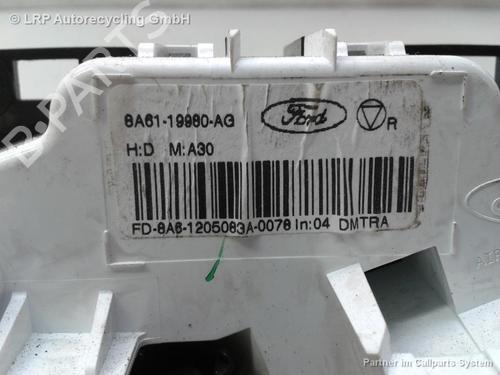 © LRP Autorecycling GmbH
B-PARTS
8A61-19980-AG
Ford
R
H:D M:A30
FD-8A6-1205083A-0078 In:04 DMTRA
Partner im Callparts System